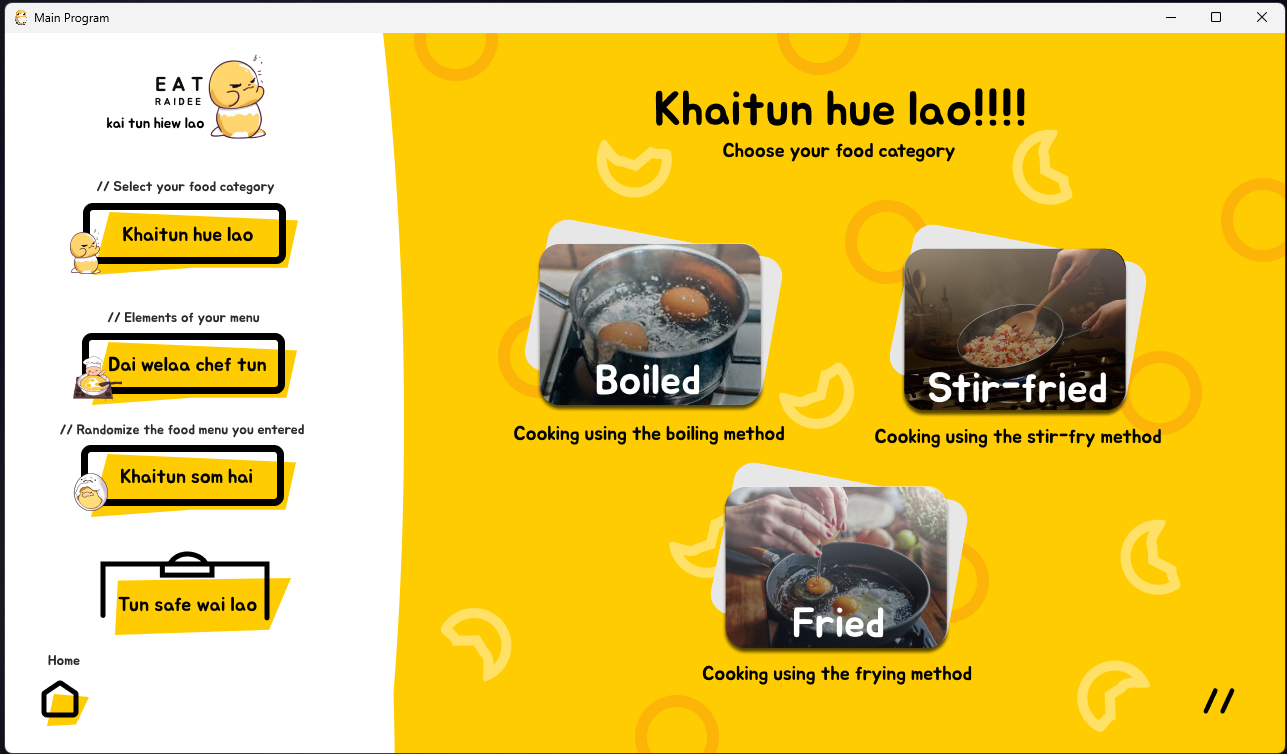 Main Program
EAT
RAIDEE
kai tun hiew lao
// Select your food category
Khaitun hue lao
// Elements of your menu
Dai welaa chef tun
// Randomize the food menu you entered
Khaitun som hai
Tun safe wai lao
Home
Khaitun hue lao!!!!
Choose your food category
Boiled
Cooking using the boiling method
Stir-fried
Cooking using the stir-fry method
Fried
Cooking using the frying method
//